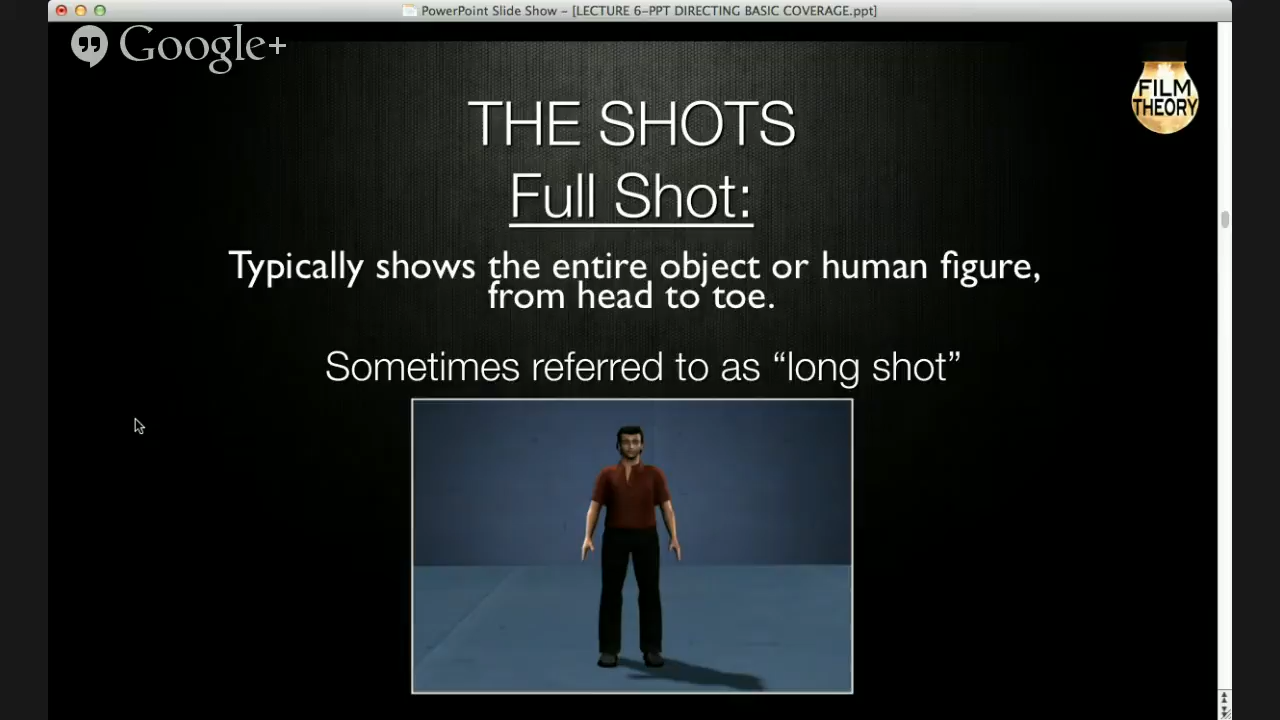 PowerPoint Slide Show – [LECTURE 6-PPT DIRECTING BASIC COVERAGE.ppt]
Google+
FILM
THEORY
THE SHOTS
Full Shot:
Typically shows the entire object or human figure,
from head to toe.
Sometimes referred to as “long shot”